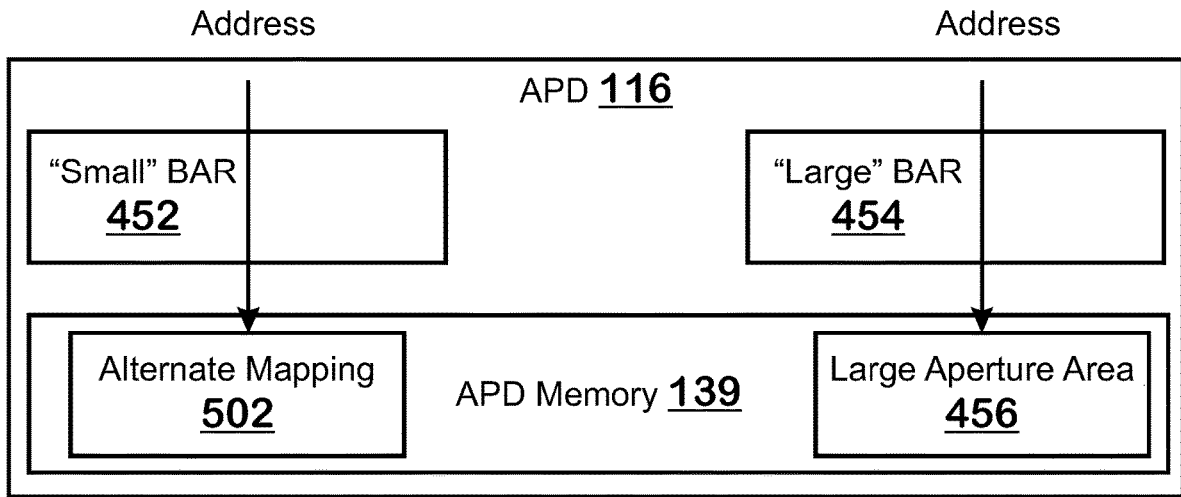 Address
Address
APD 116
“Small” BAR
452
“Large” BAR
454
Alternate Mapping
502
APD Memory 139
Large Aperture Area
456